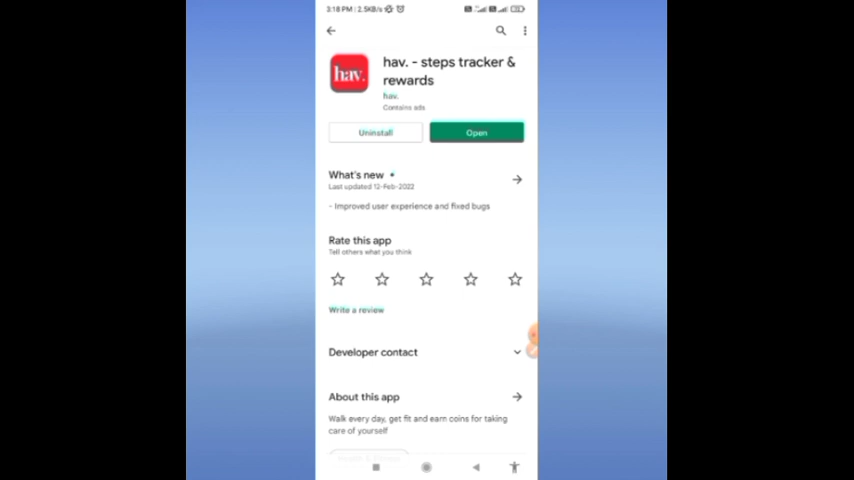 3:18 PM | 2.5KB/s
hav. - steps tracker &
rewards
hav.
hav.
Contains ads
Uninstall
Open
What's new
Last updated 12-Feb-2022
- Improved user experience and fixed bugs
Rate this app
Tell others what you think
Write a review
Developer contact
About this app
Walk every day, get fit and earn coins for taking
care of yourself